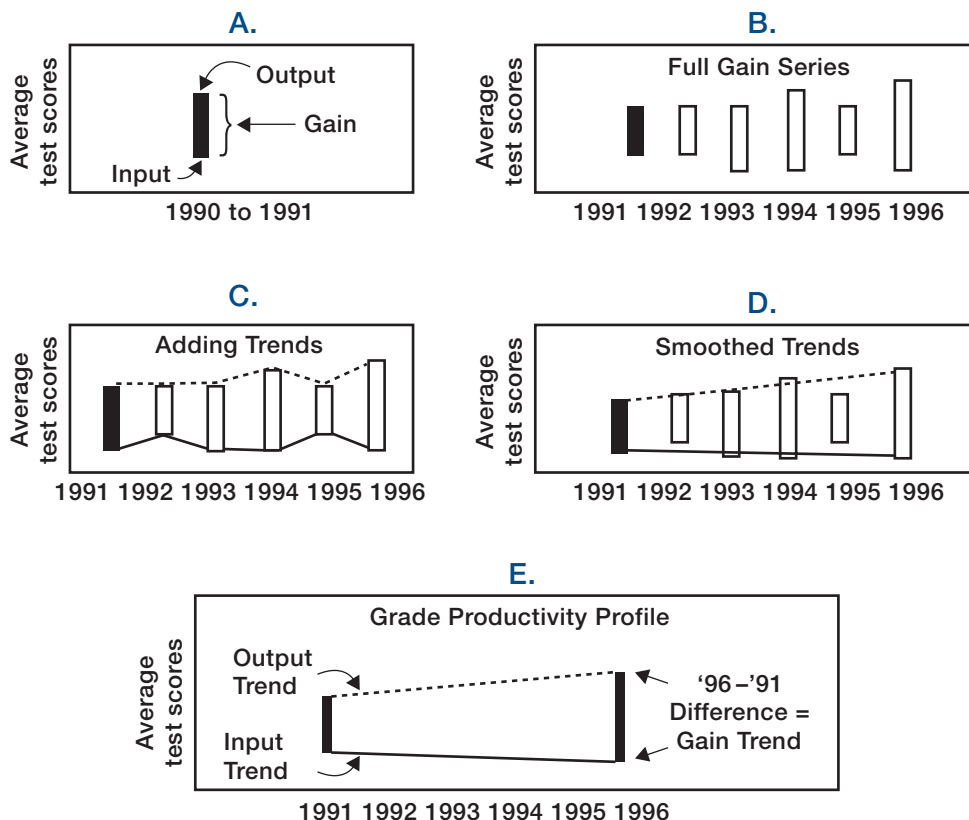 A.
Average
test scores
Output
Gain
Input
1990 to 1991
B.
Average
test scores
Full Gain Series
1991 1992 1993 1994 1995 1996
C.
Average
test scores
Adding Trends
1991 1992 1993 1994 1995 1996
D.
Average
test scores
Smoothed Trends
1991 1992 1993 1994 1995 1996
E.
Average
test scores
Grade Productivity Profile
Output
Trend
Input
Trend
‘96–‘91
Difference =
Gain Trend
1991 1992 1993 1994 1995 1996